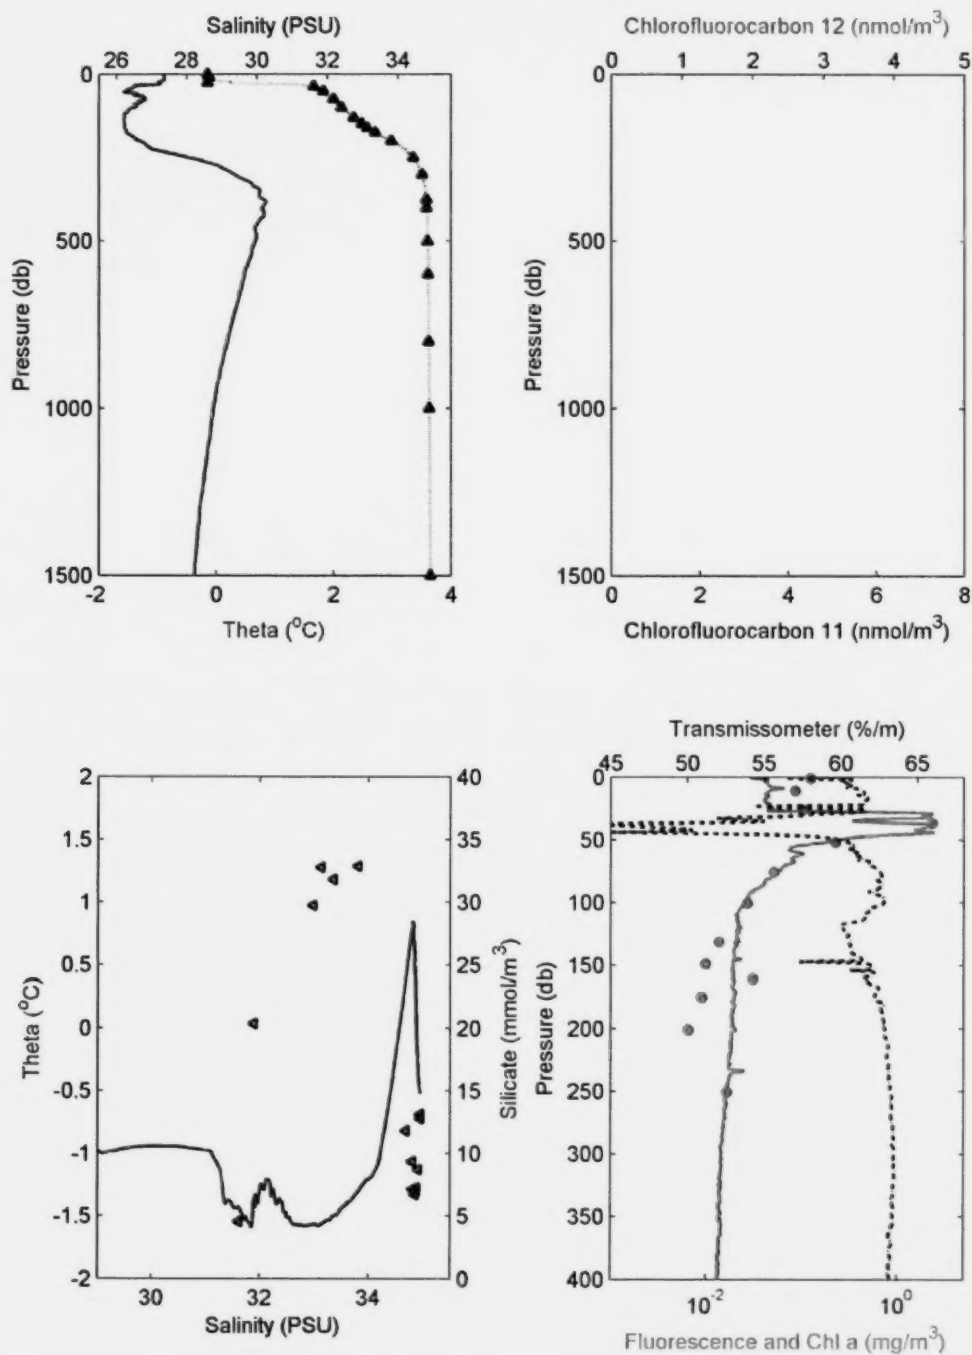 Salinity (PSU)
26 28 30 32 34
0
500
1000
1500
Pressure (db)
-2 0 2 4
Theta (°C)
Chlorofluorocarbon 12 (nmol/m³)
0 1 2 3 4 5
0
500
1000
1500
Pressure (db)
0 2 4 6 8
Chlorofluorocarbon 11 (nmol/m³)
2
1.5
1
0.5
0
-0.5
-1
-1.5
-2
Theta (°C)
40
35
30
25
20
15
10
5
0
Silicate (mmol/m³)
30 32 34
Salinity (PSU)
Transmissometer (%/m)
45 50 55 60 65
0
50
100
150
200
250
300
350
400
Pressure (db)
10⁻² 10⁰
Fluorescence and Chl a (mg/m³)